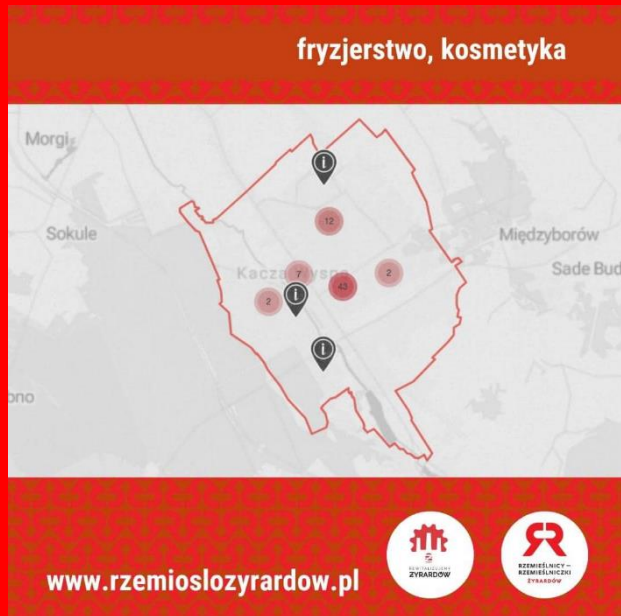 fryzjerstwo, kosmetyka
Morgi
Sokule
Międzyborów
Sade Bud
12
7
2
43
2
ono
www.rzemioslozyrardow.pl
REWITALIZUJEMY
ŻYRARDÓW
RZEMIEŚLNICY –
RZEMIEŚLNICZKI
ŻYRARDÓW